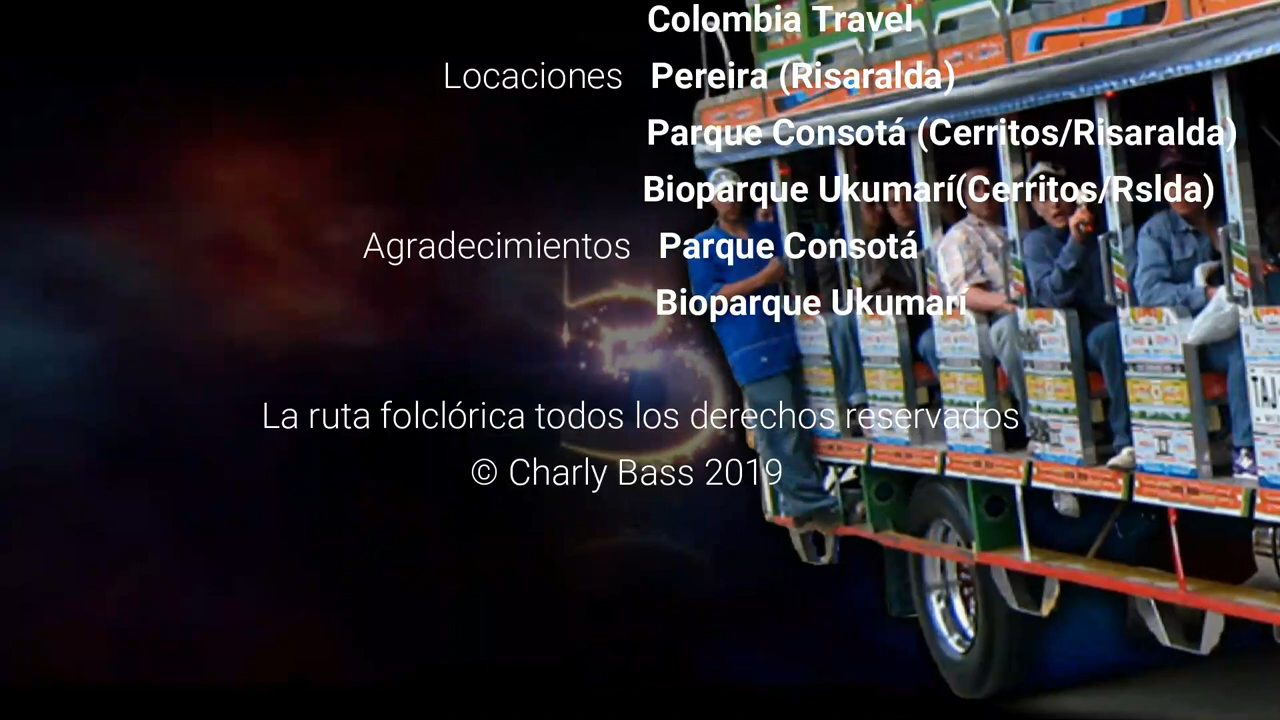 Colombia Travel
Locaciones Pereira (Risaralda)
Parque Consotá (Cerritos/Risaralda)
Bioparque Ukumarí(Cerritos/Rslda)
Agradecimientos Parque Consotá
Bioparque Ukumarí
La ruta folclórica todos los derechos reservados
© Charly Bass 2019